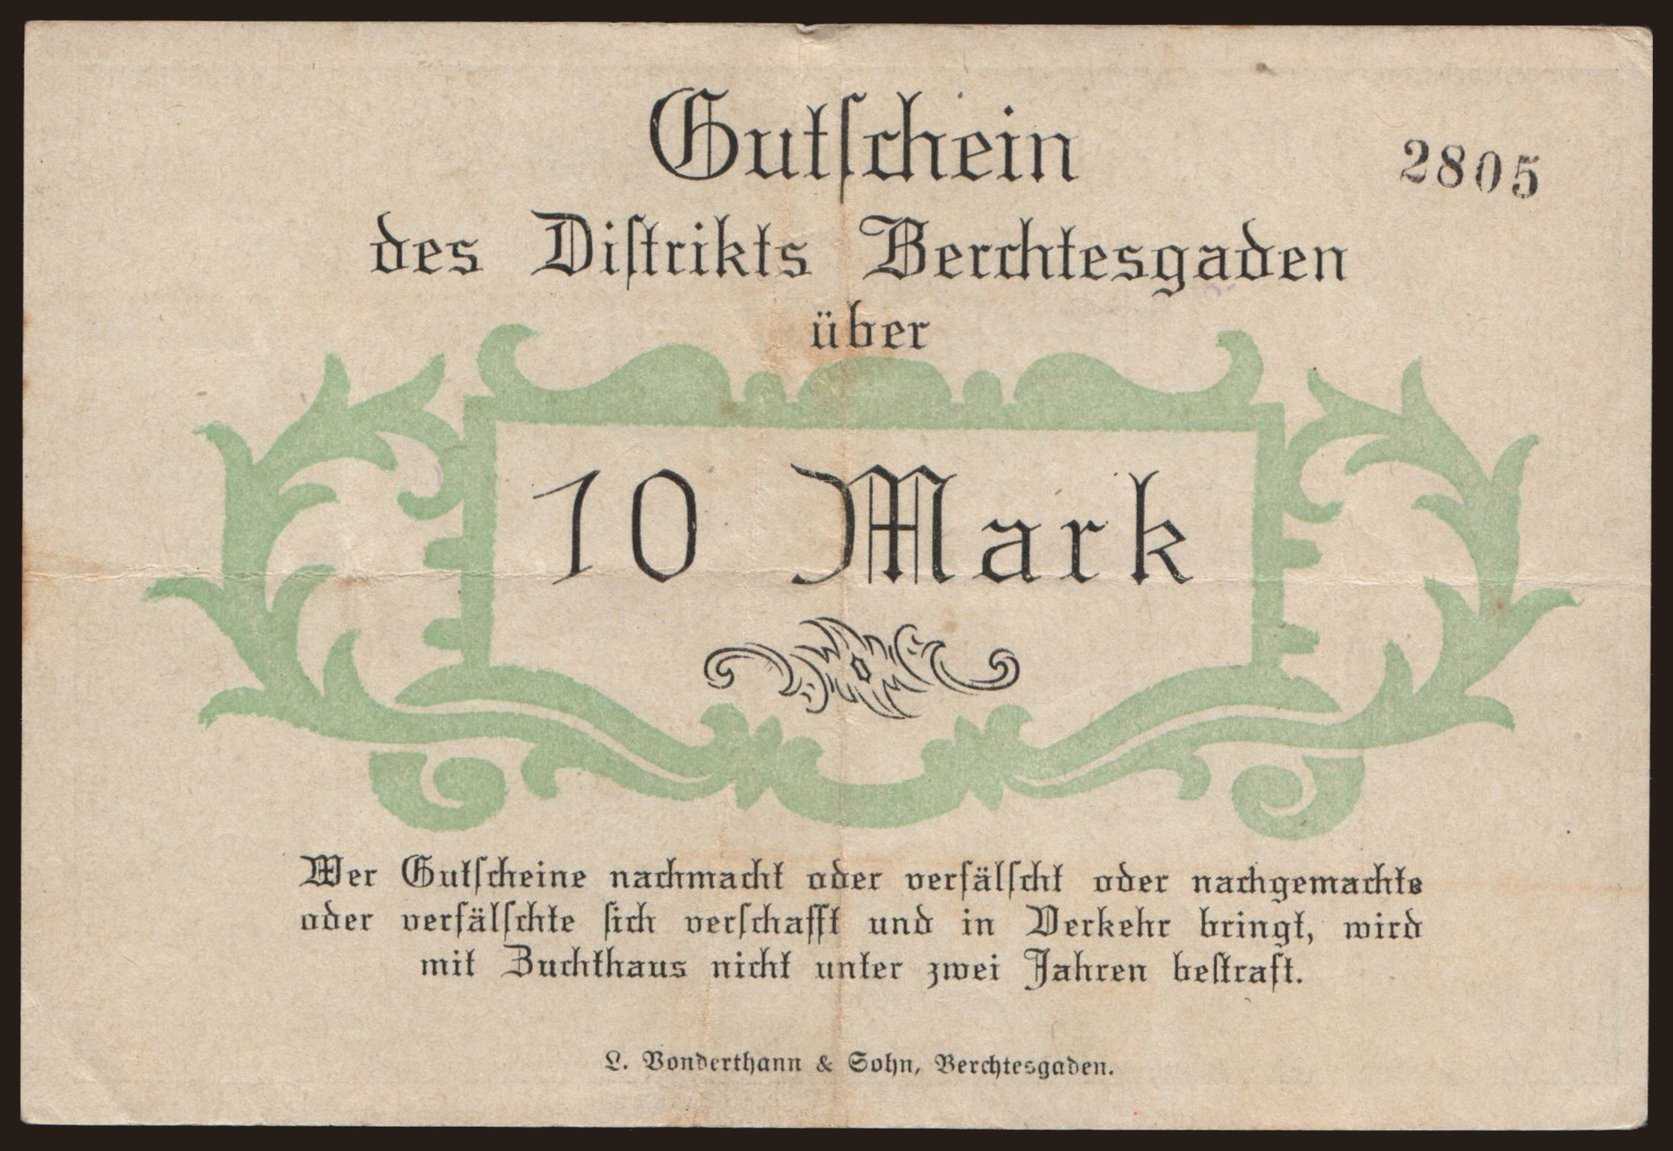 Gutschein
2805
des Distrikts Berchtesgaden
über
10 Mark
Wer Gutscheine nachmacht oder verfälscht oder nachgemachte
oder verfälschte sich verschafft und in Verkehr bringt, wird
mit Zuchthaus nicht unter zwei Jahren bestraft.
L. Vonderthann & Sohn, Berchtesgaden.